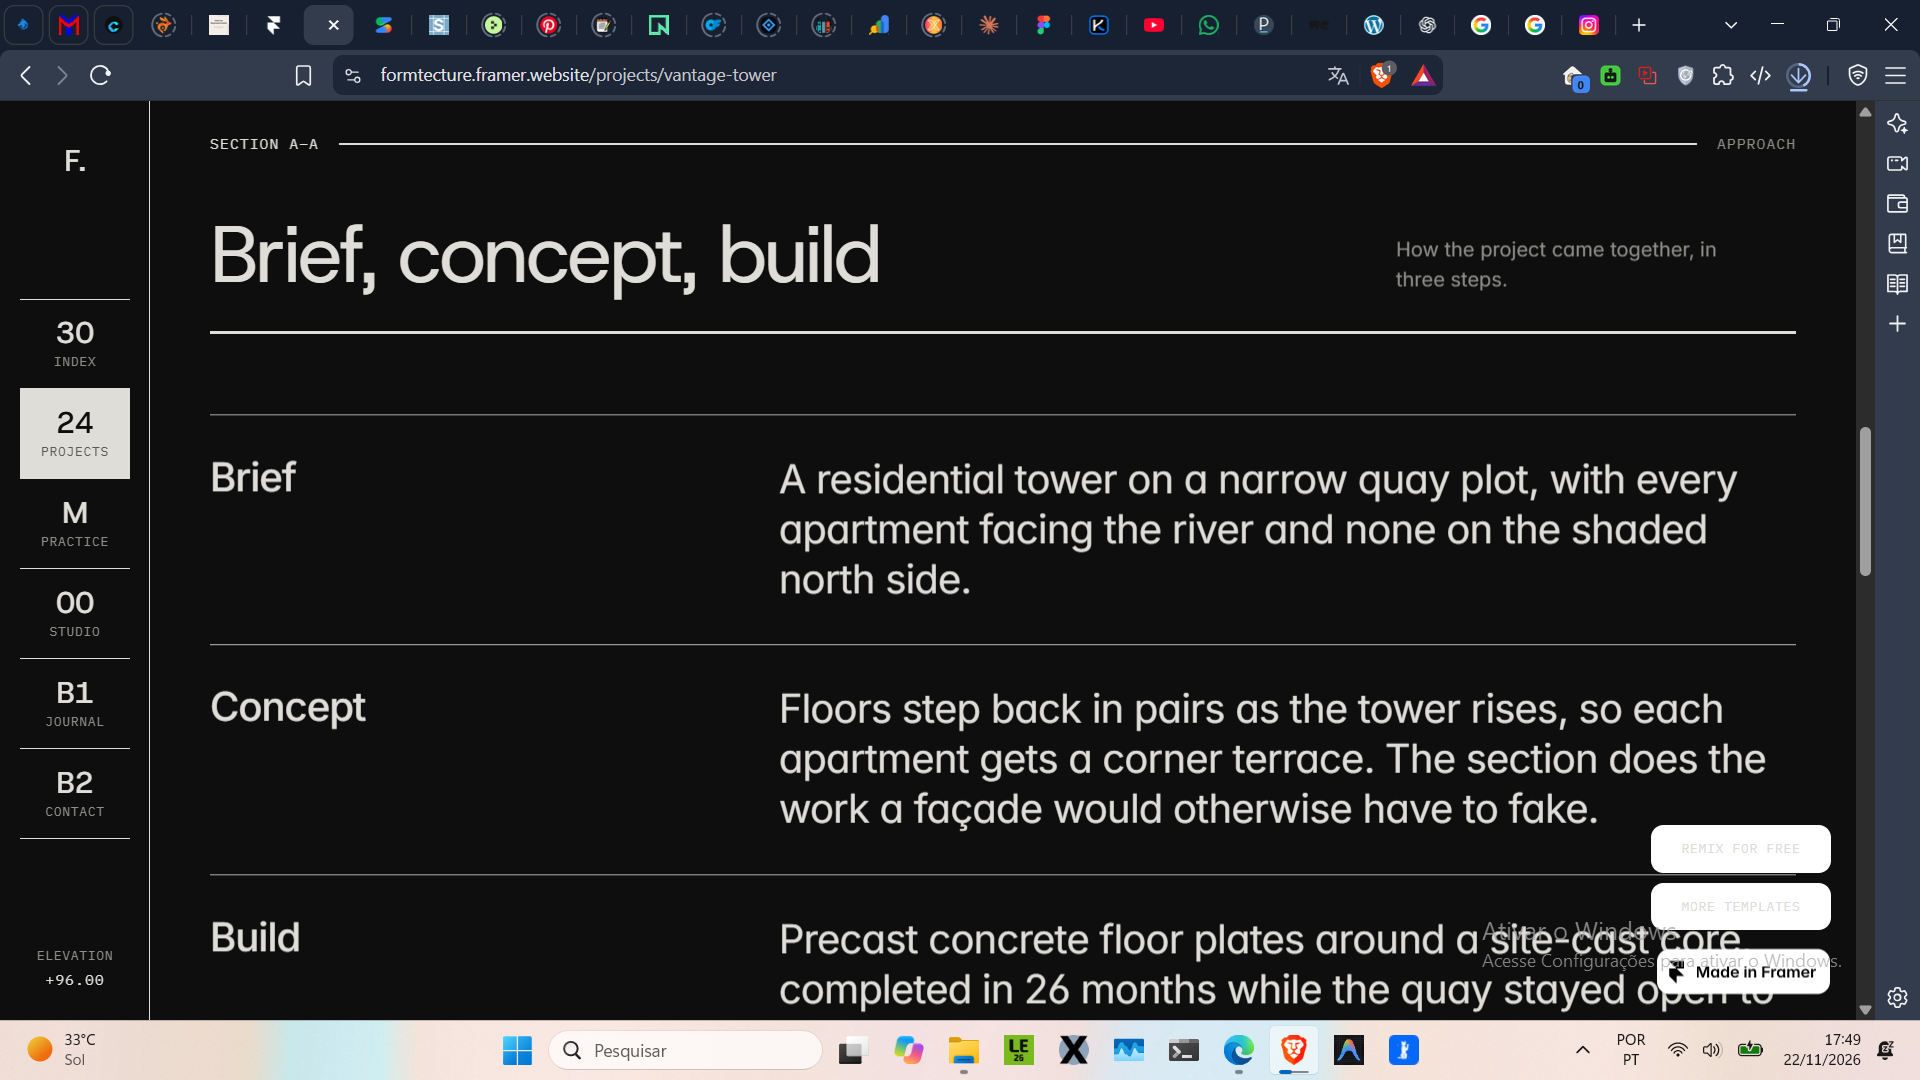 formtecture.framer.website/projects/vantage-tower
1
0
F.
30
INDEX
24
PROJECTS
M
PRACTICE
00
STUDIO
B1
JOURNAL
B2
CONTACT
ELEVATION
+96.00
SECTION A—A
APPROACH
Brief, concept, build
How the project came together, in
three steps.
Brief
A residential tower on a narrow quay plot, with every
apartment facing the river and none on the shaded
north side.
Concept
Floors step back in pairs as the tower rises, so each
apartment gets a corner terrace. The section does the
work a façade would otherwise have to fake.
Build
Precast concrete floor plates around a site-cast core,
completed in 26 months while the quay stayed open to
REMIX FOR FREE
MORE TEMPLATES
Made in Framer
Ativar o Windows
Acesse Configurações para ativar o Windows.
33°C
Sol
Pesquisar
LE
26
POR
PT
17:49
22/11/2026